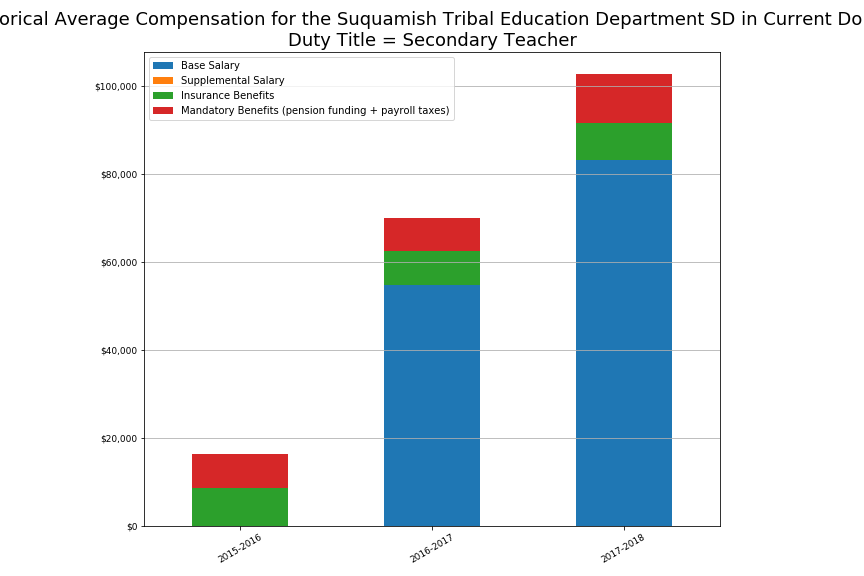 orical Average Compensation for the Suquamish Tribal Education Department SD in Current Do
Duty Title = Secondary Teacher
Base Salary
Supplemental Salary
Insurance Benefits
Mandatory Benefits (pension funding + payroll taxes)
$100,000
$80,000
$60,000
$40,000
$20,000
$0
2015-2016
2016-2017
2017-2018